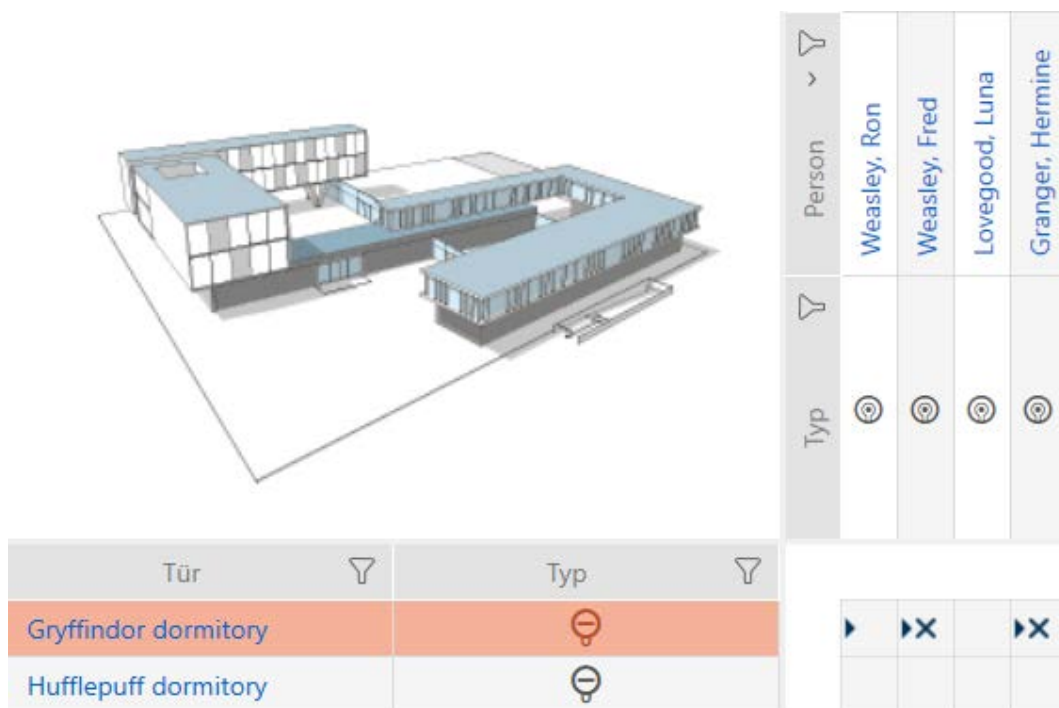 Person
Weasley, Ron
Weasley, Fred
Lovegood, Luna
Granger, Hermine
Typ
Tür
Typ
Gryffindor dormitory
Hufflepuff dormitory